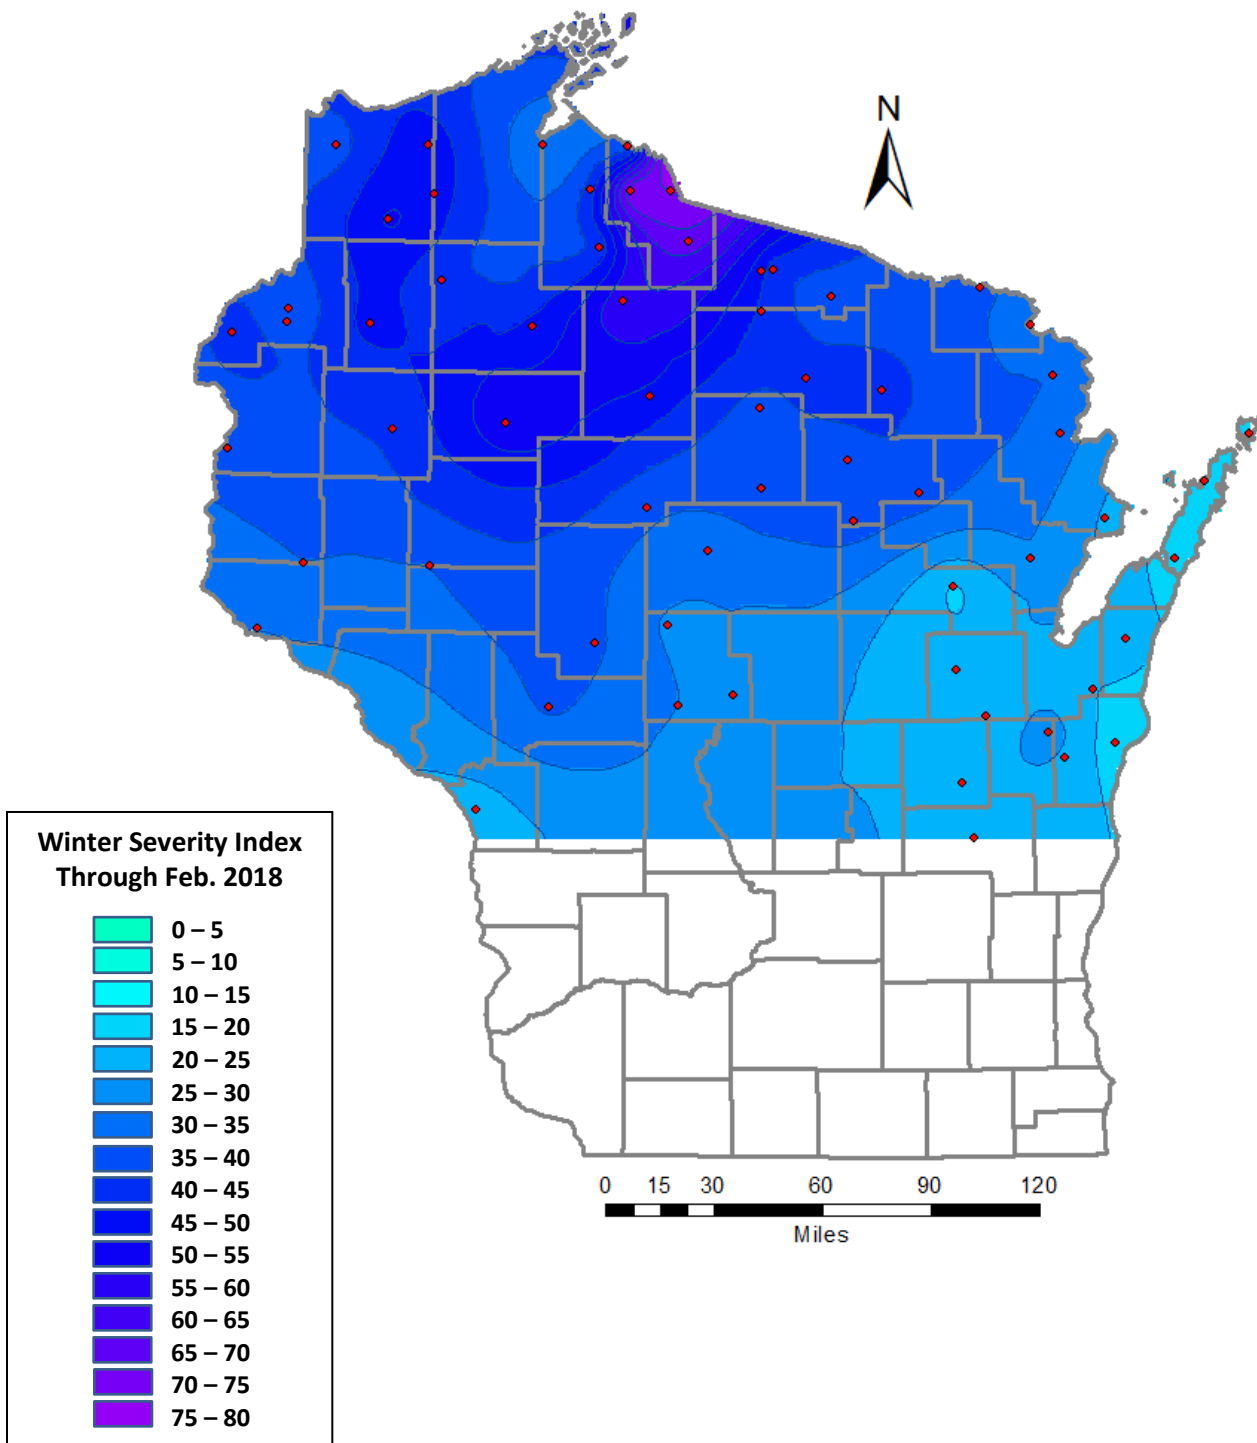 N
Winter Severity Index
Through Feb. 2018
0 – 5
5 – 10
10 – 15
15 – 20
20 – 25
25 – 30
30 – 35
35 – 40
40 – 45
45 – 50
50 – 55
55 – 60
60 – 65
65 – 70
70 – 75
75 – 80
0 15 30 60 90 120
Miles